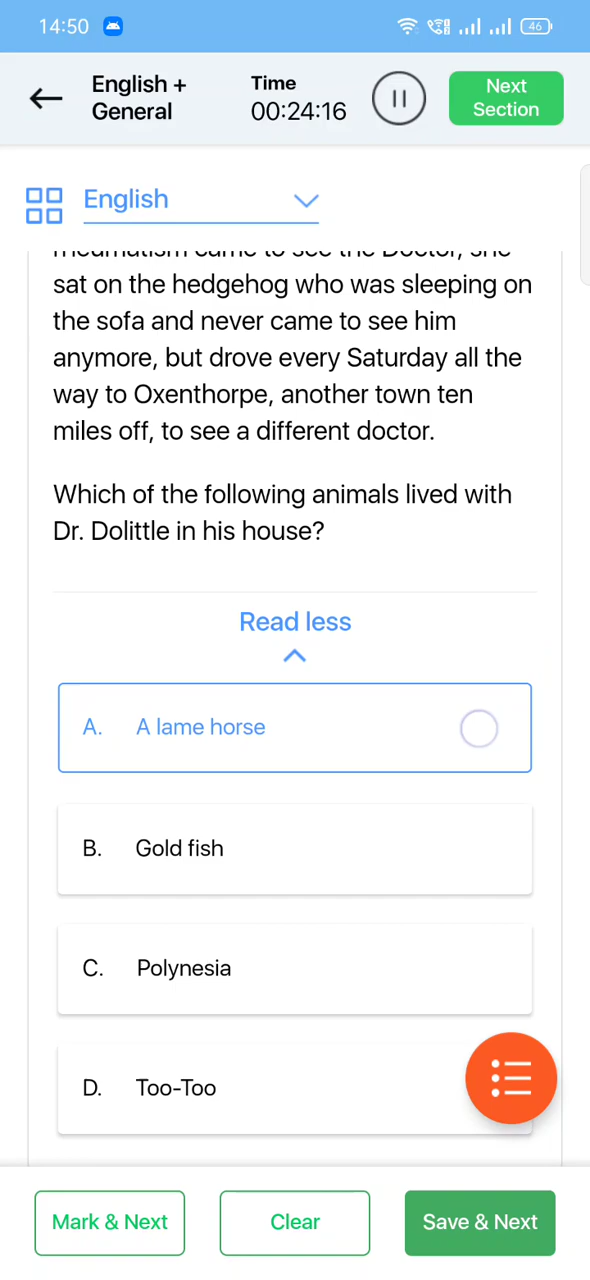 14:50
46
English +
General
Time
00:24:16
Next
Section
English
sat on the hedgehog who was sleeping on
the sofa and never came to see him
anymore, but drove every Saturday all the
way to Oxenthorpe, another town ten
miles off, to see a different doctor.
Which of the following animals lived with
Dr. Dolittle in his house?
Read less
A. A lame horse
B. Gold fish
C. Polynesia
D. Too-Too
Mark & Next
Clear
Save & Next